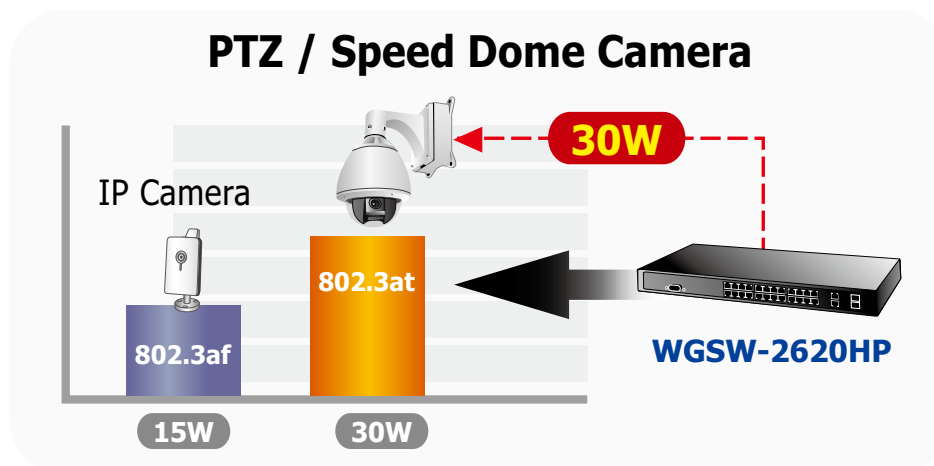 PTZ / Speed Dome Camera
30W
IP Camera
802.3at
802.3af
WGSW-2620HP
15W
30W